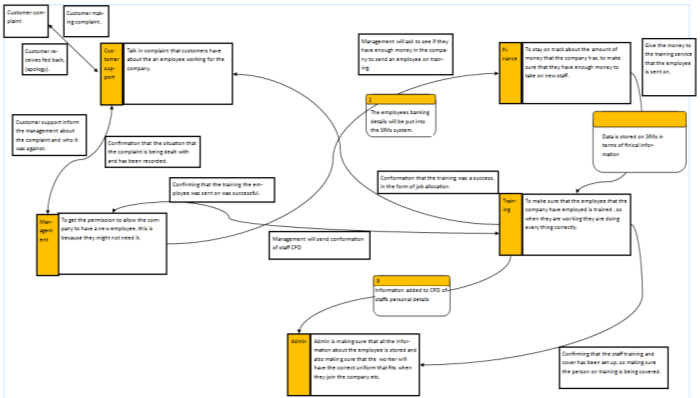 Customer com-
plaint
Customer mak-
ing complaint.
Customer re-
ceives fed back.
(apology).
Cus-
tomer
sup-
port
Talk in complaint that customers have
about the an employee working for the
company.
Management will ask to see if they
have enough money in the compa-
ny to send an employee on train-
ing.
Fi-
nance
To stay on track about the amount of
money that the company has, to make
sure that they have enough money to
take on new staff.
Give the money to
the training service
that the employee
is sent on.
2
The employees banking
details will be put into
the SIMs system.
Data is stored on SIMs in
terms of finical infor-
mation
Customer support inform
the management about
the complaint and who it
was against.
Confirmation that the situation that
the complaint is being dealt with
and has been recorded.
Confirming that the training the em-
ployee was sent on was successful.
Conformation that the training was a success,
in the form of job allocation.
Train-
ing
To make sure that the employee that the
company have employed is trained , so
when they are working they are doing
every thing correctly.
Man-
agem
ent
To get the permission to allow the com-
pany to have a new employee, this is
because they might not need it.
Management will send conformation
of staff CPD
Information added to CPD of
staffs personal details
Admin
Admin is making sure that all the infor-
mation about the employee is stored and
also making sure that the worker will
have the correct uniform that fits when
they join the company etc.
Confirming that the staff training and
cover has been set up, so making sure
the person on training is being covered.